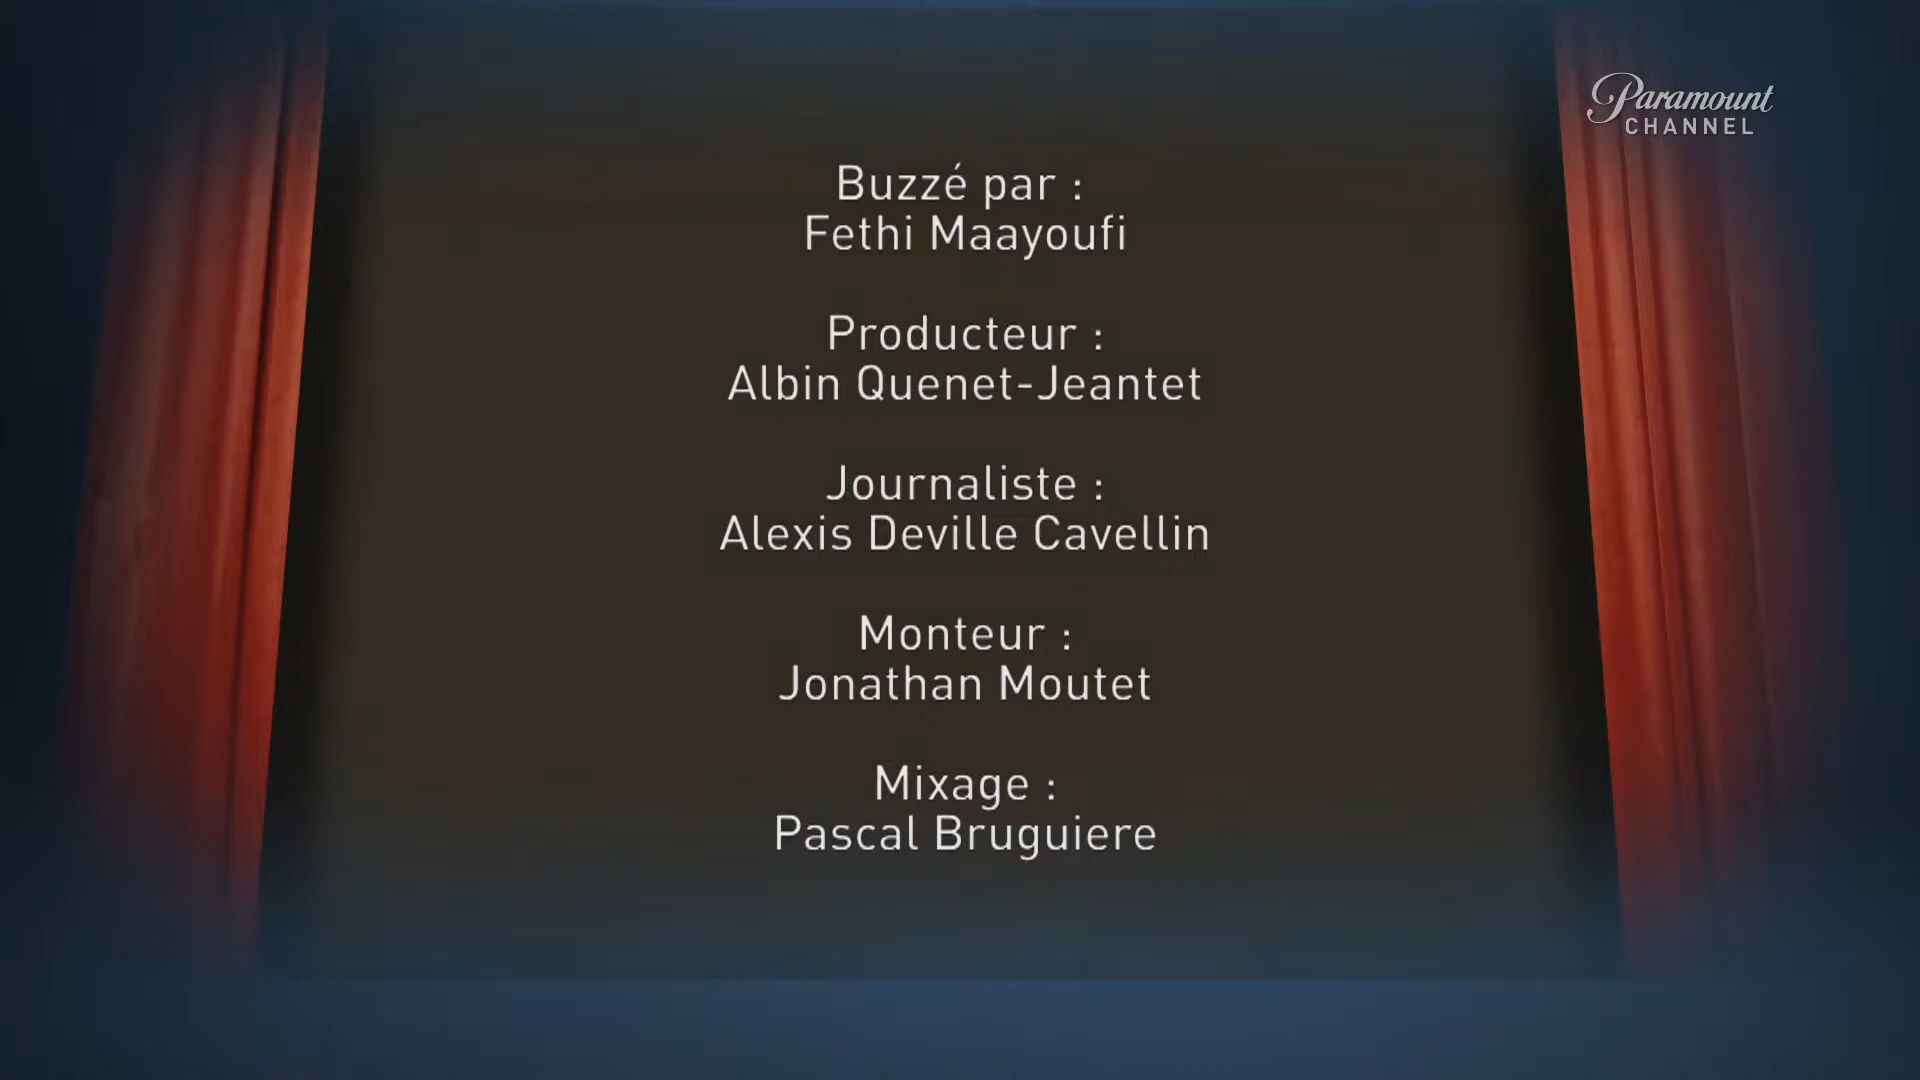 Paramount
CHANNEL
Buzzé par :
Fethi Maayoufi
Producteur :
Albin Quenet-Jeantet
Journaliste :
Alexis Deville Cavellin
Monteur :
Jonathan Moutet
Mixage :
Pascal Bruguiere